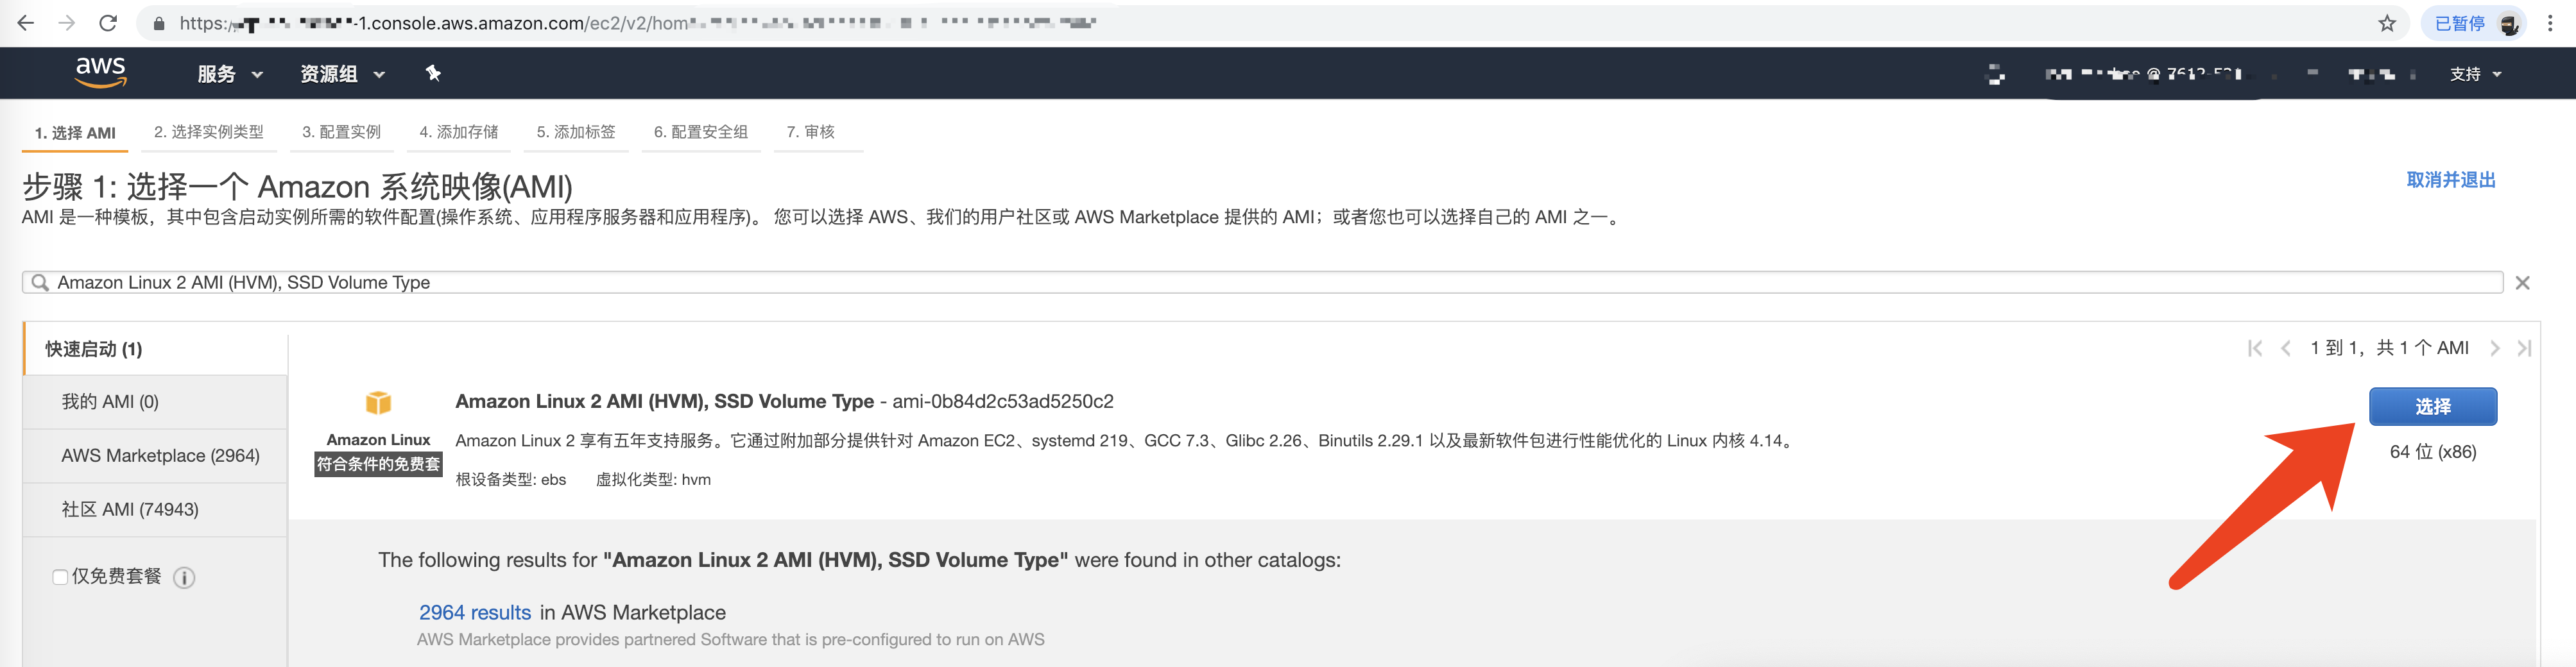 https:/
-1.console.aws.amazon.com/ec2/v2/hom
已暂停
aws
服务
资源组
支持
1. 选择 AMI
2. 选择实例类型
3. 配置实例
4. 添加存储
5. 添加标签
6. 配置安全组
7. 审核
步骤 1: 选择一个 Amazon 系统映像(AMI)
取消并退出
AMI 是一种模板，其中包含启动实例所需的软件配置(操作系统、应用程序服务器和应用程序)。 您可以选择 AWS、我们的用户社区或 AWS Marketplace 提供的 AMI；或者您也可以选择自己的 AMI 之一。
Amazon Linux 2 AMI (HVM), SSD Volume Type
快速启动 (1)
我的 AMI (0)
AWS Marketplace (2964)
社区 AMI (74943)
仅免费套餐
1 到 1，共 1 个 AMI
Amazon Linux
符合条件的免费套
Amazon Linux 2 AMI (HVM), SSD Volume Type - ami-0b84d2c53ad5250c2
Amazon Linux 2 享有五年支持服务。它通过附加部分提供针对 Amazon EC2、systemd 219、GCC 7.3、Glibc 2.26、Binutils 2.29.1 以及最新软件包进行性能优化的 Linux 内核 4.14。
根设备类型: ebs 虚拟化类型: hvm
选择
64 位 (x86)
The following results for "Amazon Linux 2 AMI (HVM), SSD Volume Type" were found in other catalogs:
2964 results in AWS Marketplace
AWS Marketplace provides partnered Software that is pre-configured to run on AWS